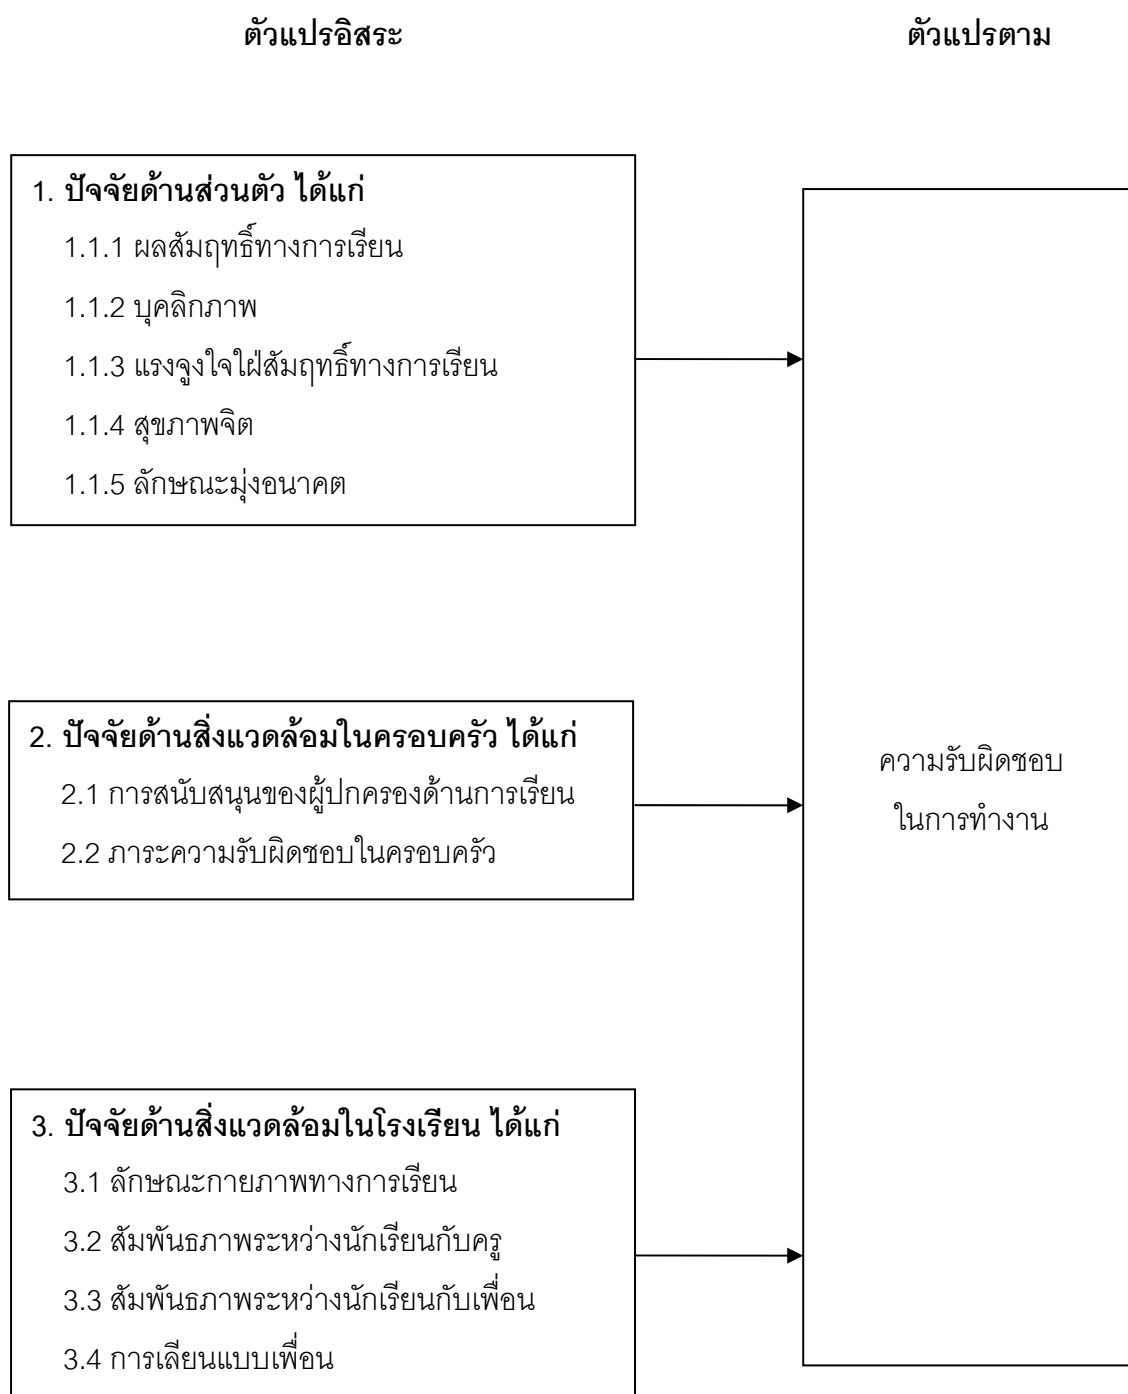 ตัวแปรอิสระ
ตัวแปรตาม
1. ปัจจัยด้านส่วนตัว ได้แก่
1.1.1 ผลสัมฤทธิ์ทางการเรียน
1.1.2 บุคลิกภาพ
1.1.3 แรงจูงใจใฝ่สัมฤทธิ์ทางการเรียน
1.1.4 สุขภาพจิต
1.1.5 ลักษณะมุ่งอนาคต
2. ปัจจัยด้านสิ่งแวดล้อมในครอบครัว ได้แก่
2.1 การสนับสนุนของผู้ปกครองด้านการเรียน
2.2 ภาระความรับผิดชอบในครอบครัว
ความรับผิดชอบ
ในการทำงาน
3. ปัจจัยด้านสิ่งแวดล้อมในโรงเรียน ได้แก่
3.1 ลักษณะกายภาพทางการเรียน
3.2 สัมพันธภาพระหว่างนักเรียนกับครู
3.3 สัมพันธภาพระหว่างนักเรียนกับเพื่อน
3.4 การเลียนแบบเพื่อน